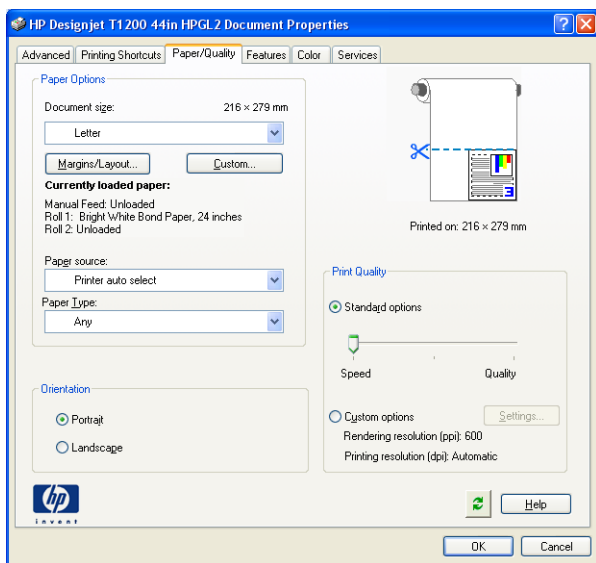 HP Designjet T1200 44in HPGL2 Document Properties
Advanced Printing Shortcuts Paper/Quality Features Color Services
Paper Options
Document size: 216 × 279 mm
Letter
Margins/Layout... Custom...
Currently loaded paper:
Manual Feed: Unloaded
Roll 1: Bright White Bond Paper, 24 inches
Roll 2: Unloaded
Paper source:
Printer auto select
Paper Type:
Any
Orientation
Portrait
Landscape
Printed on: 216 × 279 mm
Print Quality
Standard options
Speed Quality
Custom options Settings...
Rendering resolution (ppi): 600
Printing resolution (dpi): Automatic
hp
invent
Help
OK Cancel